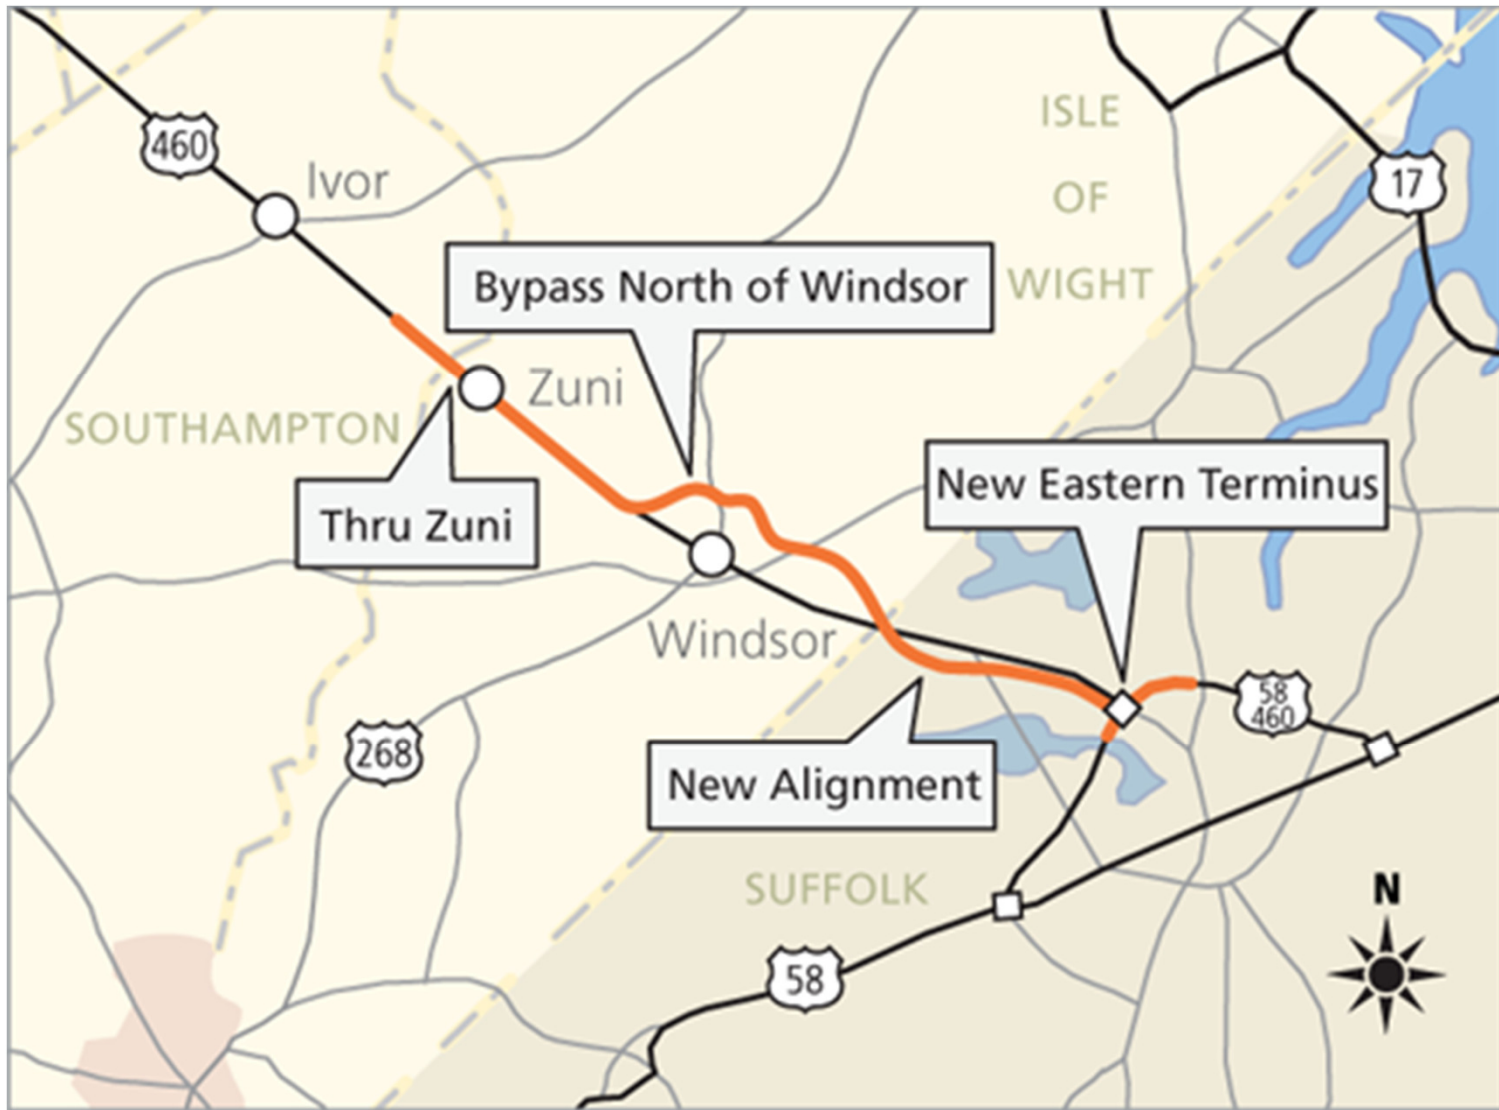 460
Ivor
ISLE
OF
WIGHT
17
Bypass North of Windsor
Zuni
SOUTHAMPTON
Thru Zuni
New Eastern Terminus
Windsor
58
460
268
New Alignment
SUFFOLK
N
58